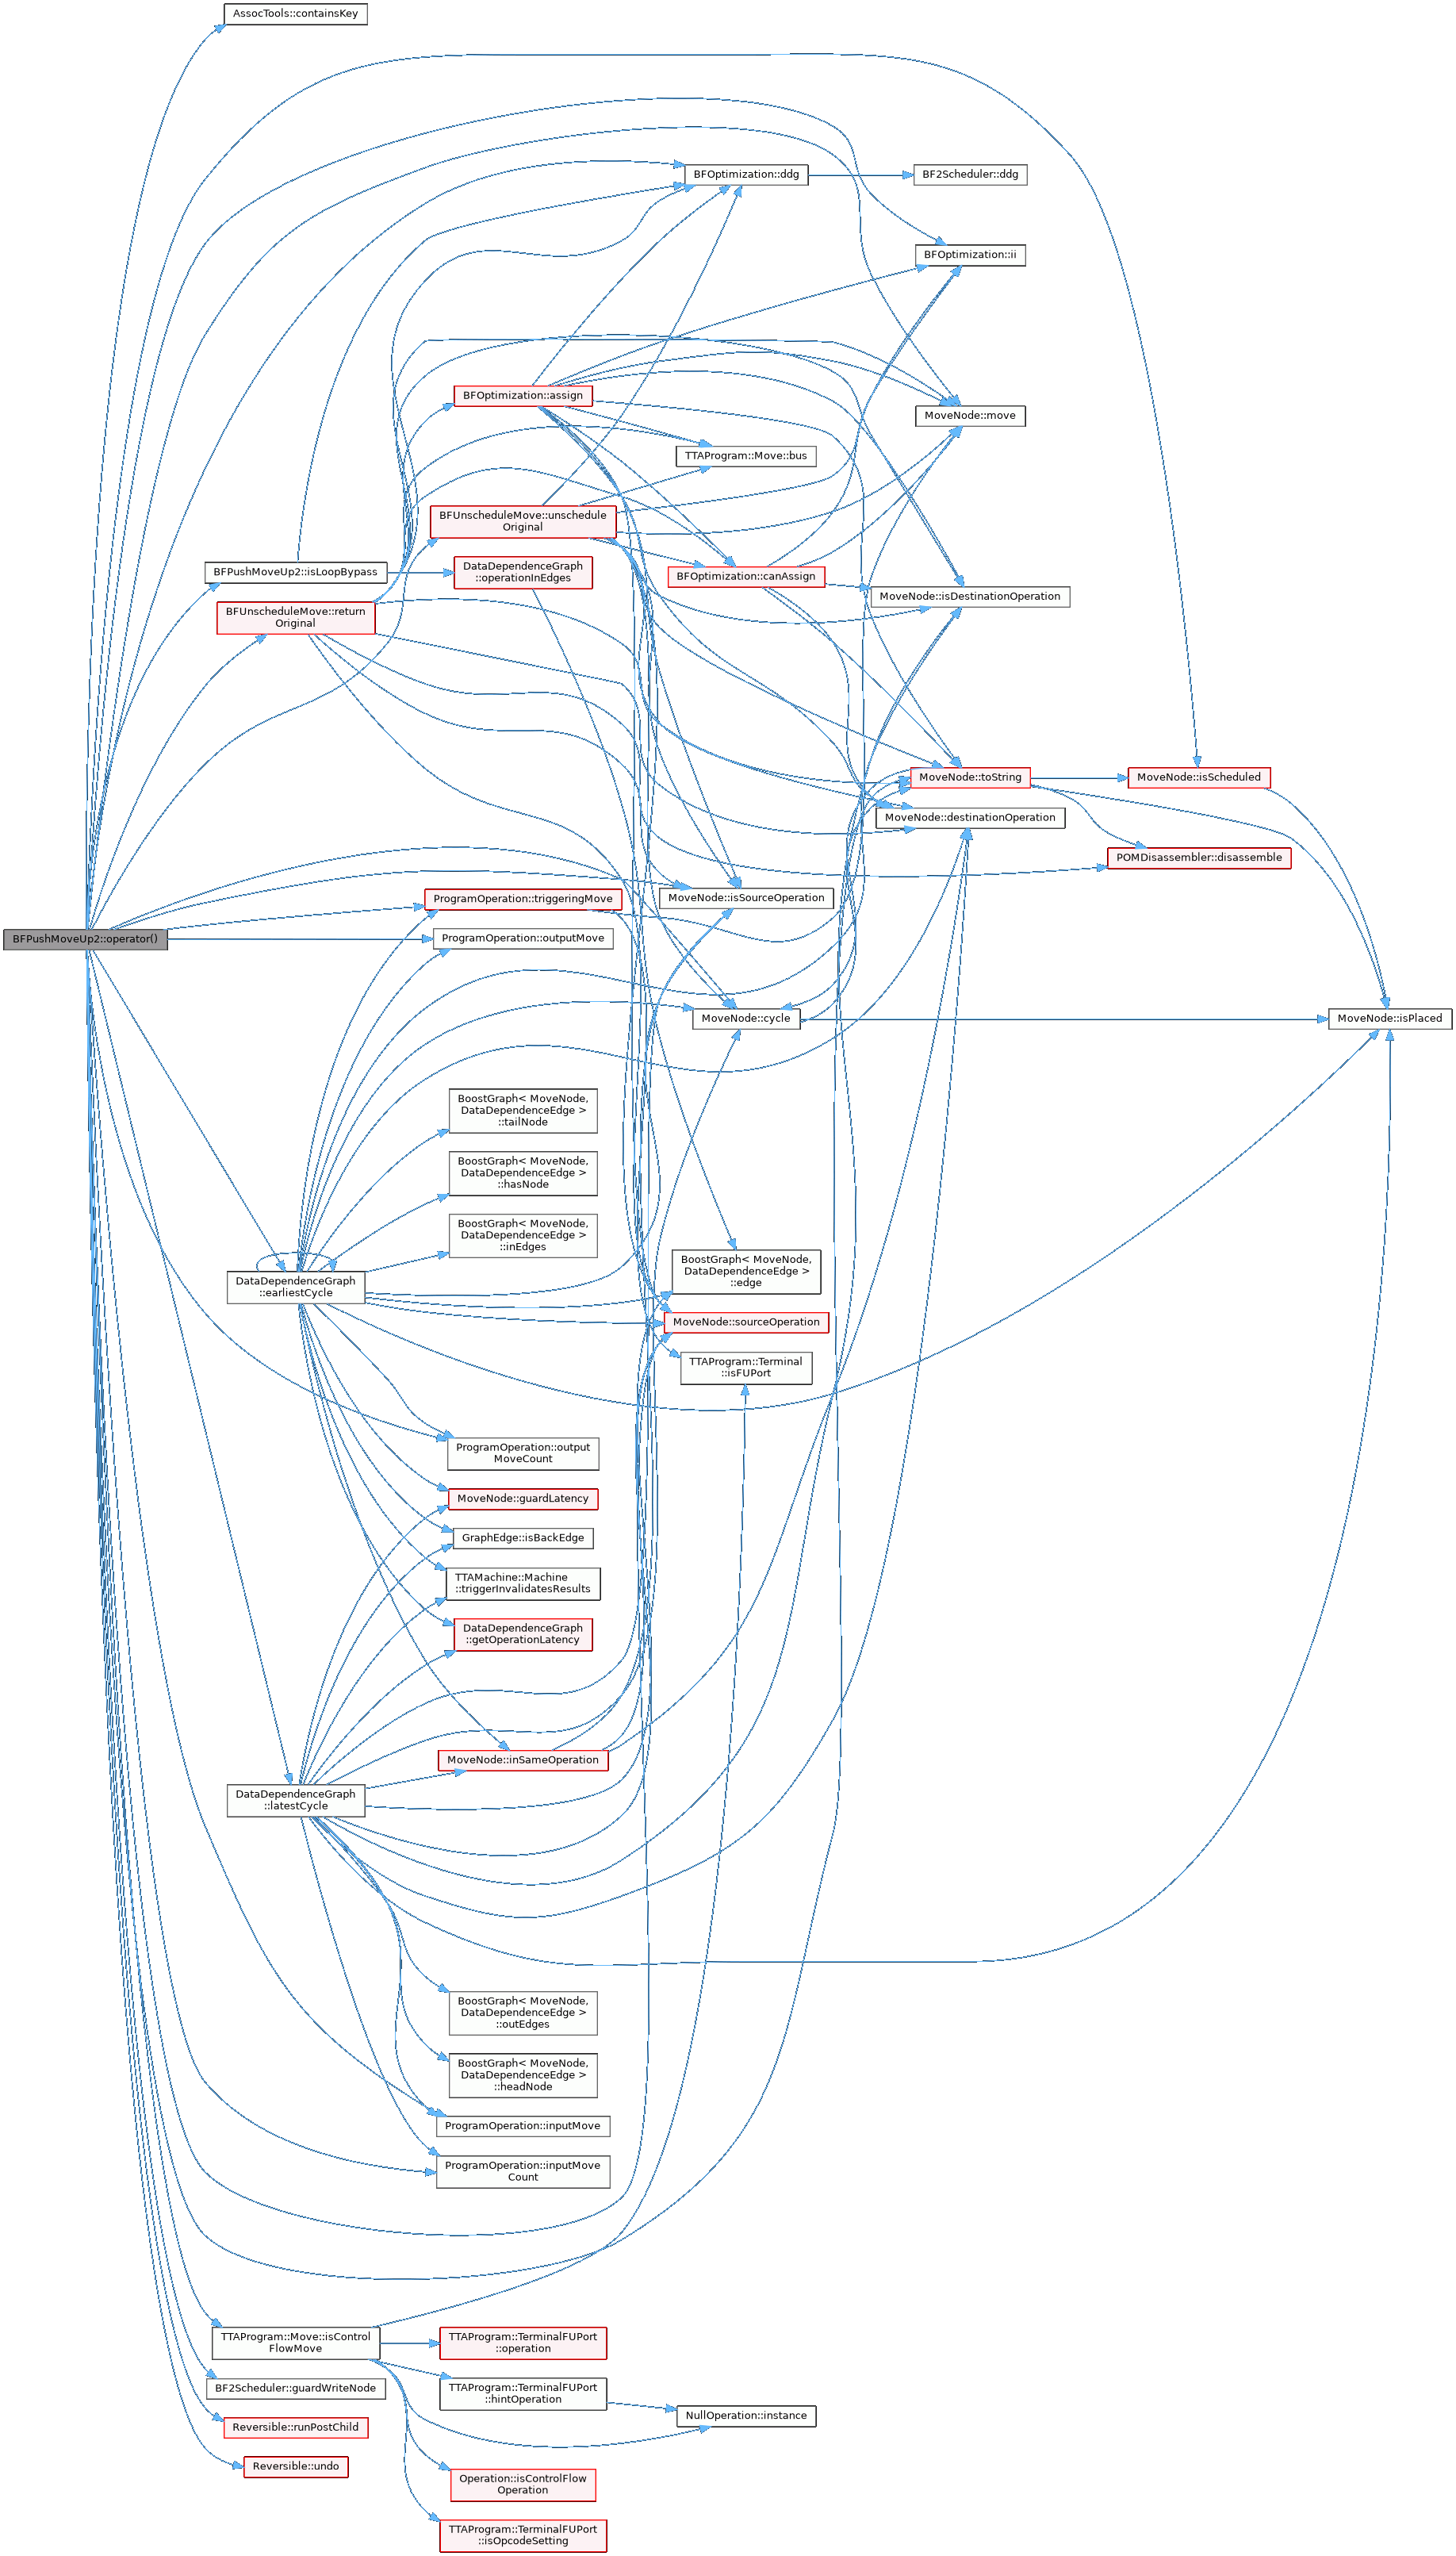 AssocTools::containsKey
BFOptimization::ddg
BF2Scheduler::ddg
BFOptimization::ii
BFOptimization::assign
MoveNode::move
TTAProgram::Move::bus
BFUnscheduleMove::unschedule
Original
BFPushMoveUp2::isLoopBypass
DataDependenceGraph
::operationInEdges
BFOptimization::canAssign
MoveNode::isDestinationOperation
BFUnscheduleMove::return
Original
MoveNode::toString
MoveNode::isScheduled
MoveNode::destinationOperation
POMDisassembler::disassemble
ProgramOperation::triggeringMove
MoveNode::isSourceOperation
BFPushMoveUp2::operator()
ProgramOperation::outputMove
MoveNode::cycle
MoveNode::isPlaced
BoostGraph< MoveNode,
DataDependenceEdge >
::tailNode
BoostGraph< MoveNode,
DataDependenceEdge >
::hasNode
BoostGraph< MoveNode,
DataDependenceEdge >
::inEdges
DataDependenceGraph
::earliestCycle
BoostGraph< MoveNode,
DataDependenceEdge >
::edge
MoveNode::sourceOperation
TTAProgram::Terminal
::isFUPort
ProgramOperation::output
MoveCount
MoveNode::guardLatency
GraphEdge::isBackEdge
TTAMachine::Machine
::triggerInvalidatesResults
DataDependenceGraph
::getOperationLatency
MoveNode::inSameOperation
DataDependenceGraph
::latestCycle
BoostGraph< MoveNode,
DataDependenceEdge >
::outEdges
BoostGraph< MoveNode,
DataDependenceEdge >
::headNode
ProgramOperation::inputMove
ProgramOperation::inputMove
Count
TTAProgram::Move::isControl
FlowMove
TTAProgram::TerminalFUPort
::operation
BF2Scheduler::guardWriteNode
TTAProgram::TerminalFUPort
::hintOperation
NullOperation::instance
Reversible::runPostChild
Reversible::undo
Operation::isControlFlow
Operation
TTAProgram::TerminalFUPort
::isOpcodeSetting